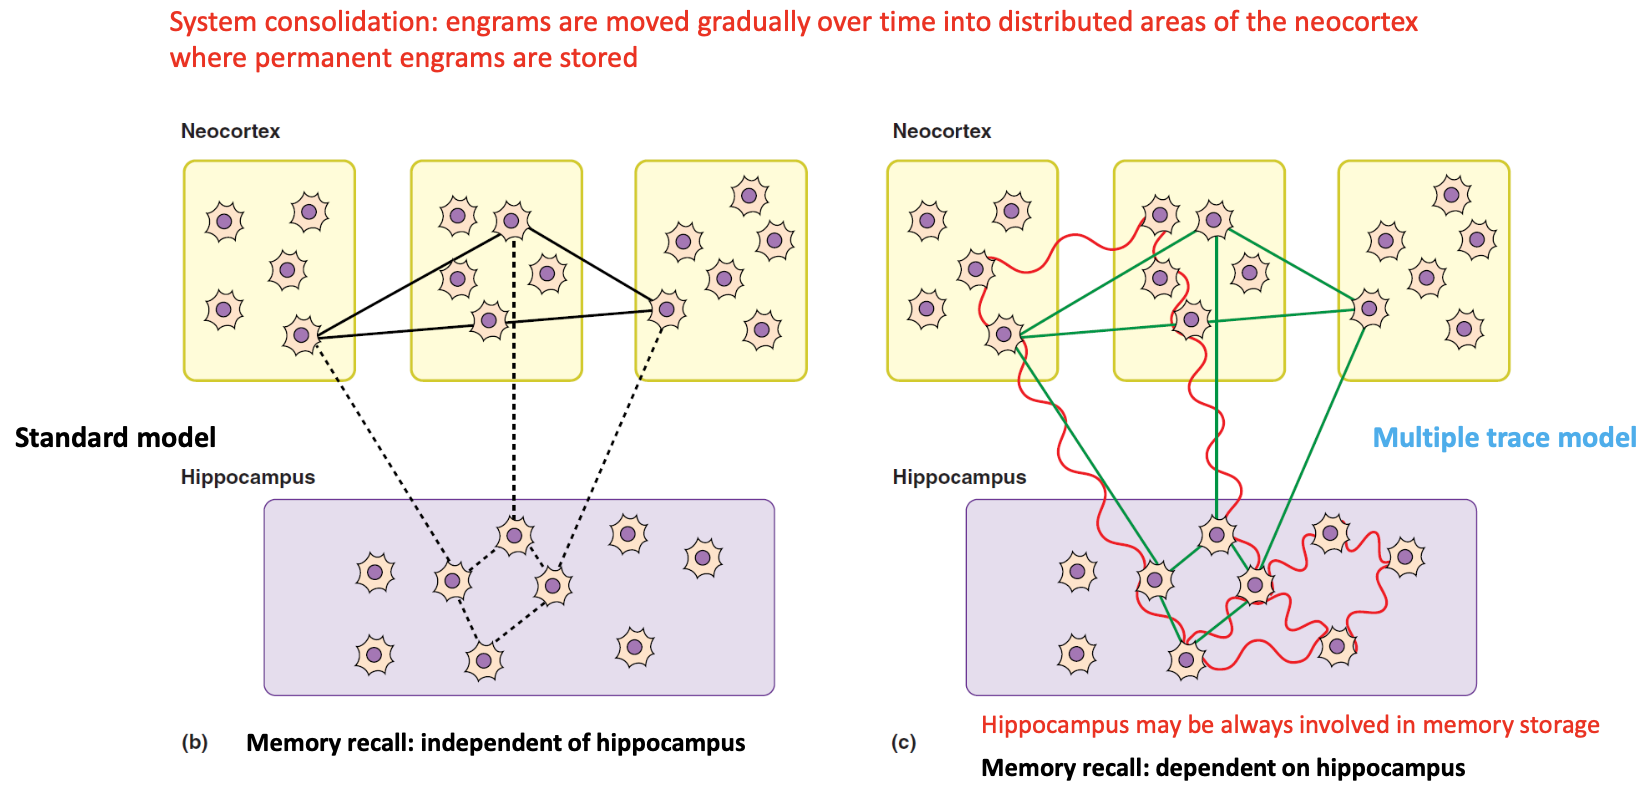 System consolidation: engrams are moved gradually over time into distributed areas of the neocortex
where permanent engrams are stored
Neocortex
Neocortex
Standard model
Multiple trace model
Hippocampus
Hippocampus
(b) Memory recall: independent of hippocampus
(c)
Hippocampus may be always involved in memory storage
Memory recall: dependent on hippocampus